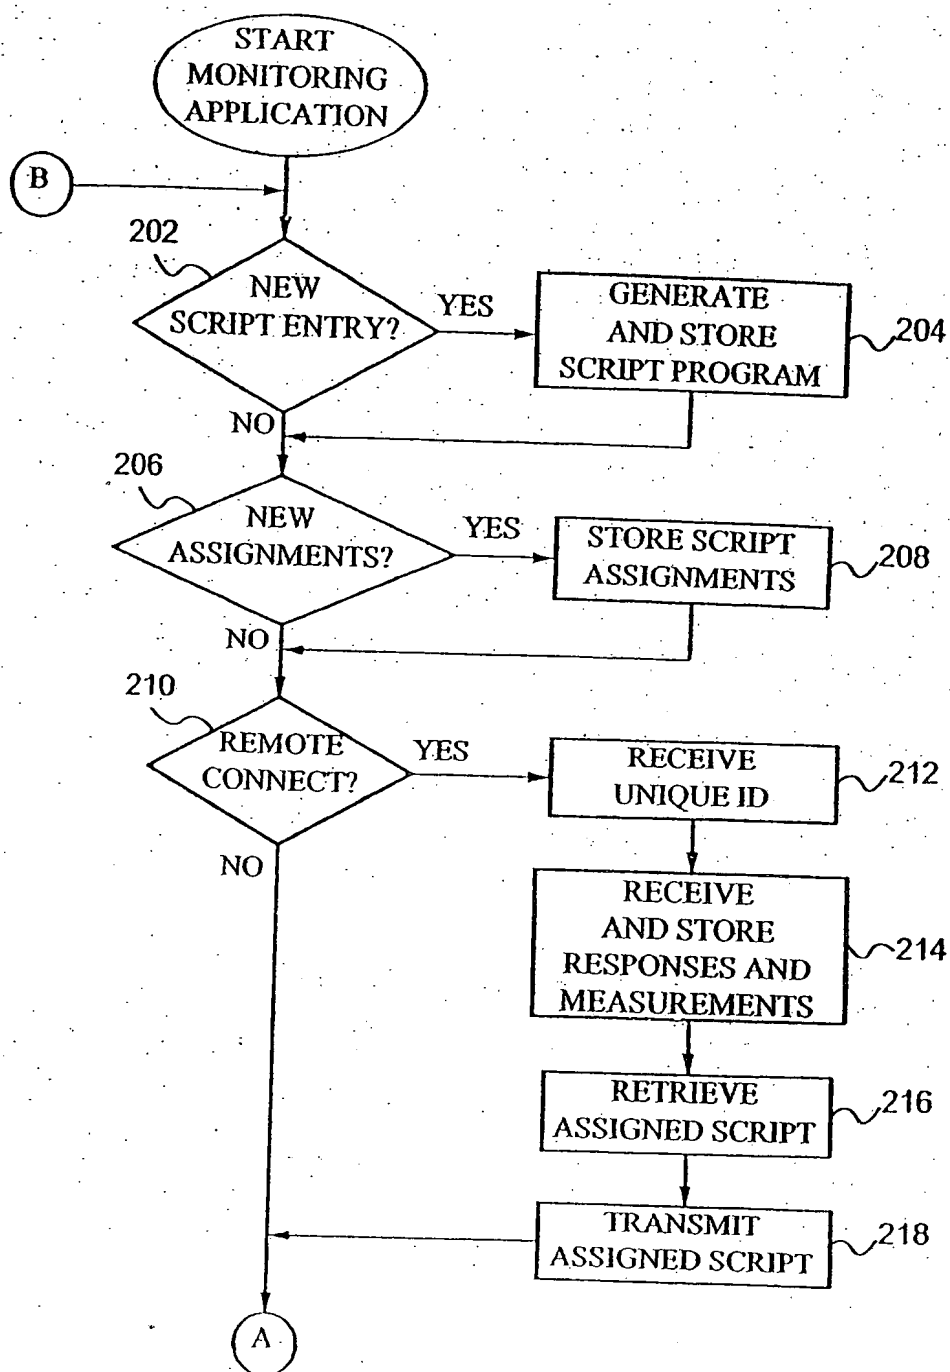 START
MONITORING
APPLICATION
B
202
NEW
SCRIPT ENTRY?
YES
GENERATE
AND STORE
SCRIPT PROGRAM
204
NO
206
NEW
ASSIGNMENTS?
YES
STORE SCRIPT
ASSIGNMENTS
208
NO
210
REMOTE
CONNECT?
YES
RECEIVE
UNIQUE ID
212
NO
RECEIVE
AND STORE
RESPONSES AND
MEASUREMENTS
214
RETRIEVE
ASSIGNED SCRIPT
216
TRANSMIT
ASSIGNED SCRIPT
218
A